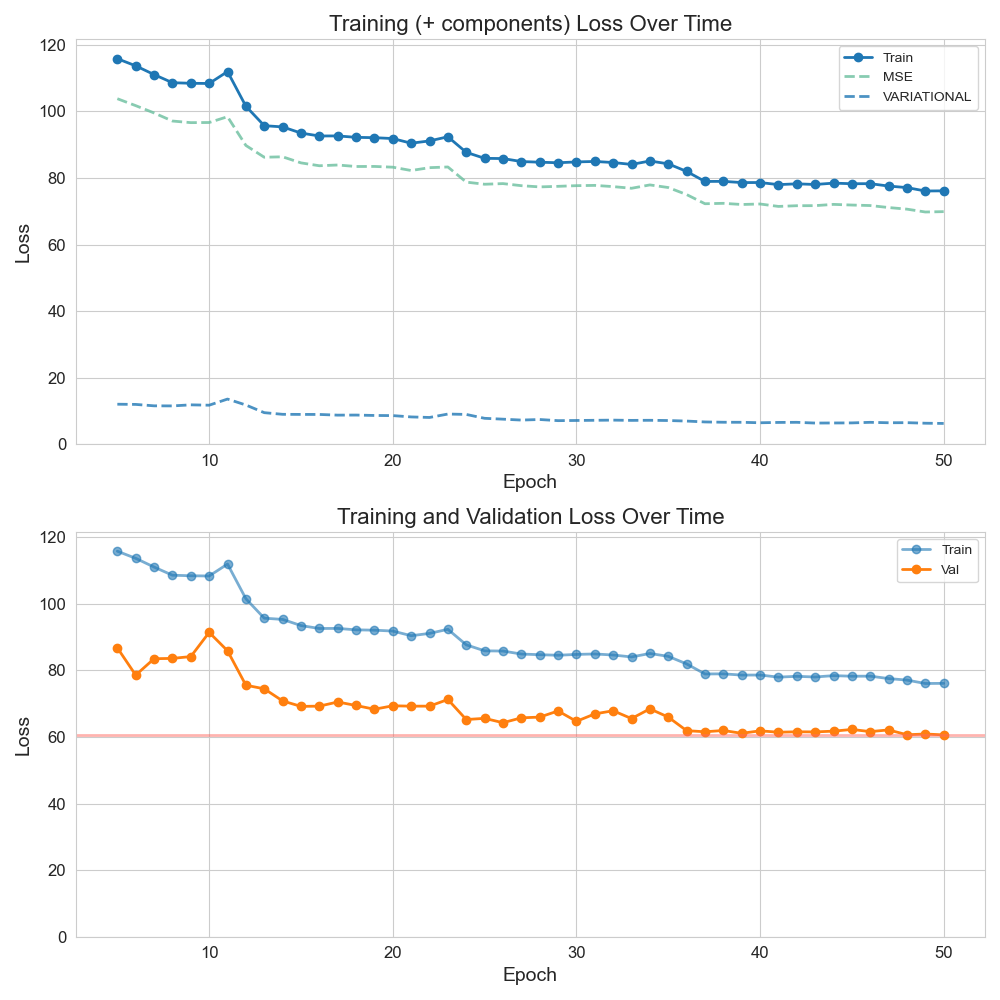 Training (+ components) Loss Over Time
120
100
80
60
40
20
0
Loss
Train
MSE
VARIATIONAL
10 20 30 40 50
Epoch
Training and Validation Loss Over Time
120
100
80
60
40
20
0
Loss
Train
Val
10 20 30 40 50
Epoch